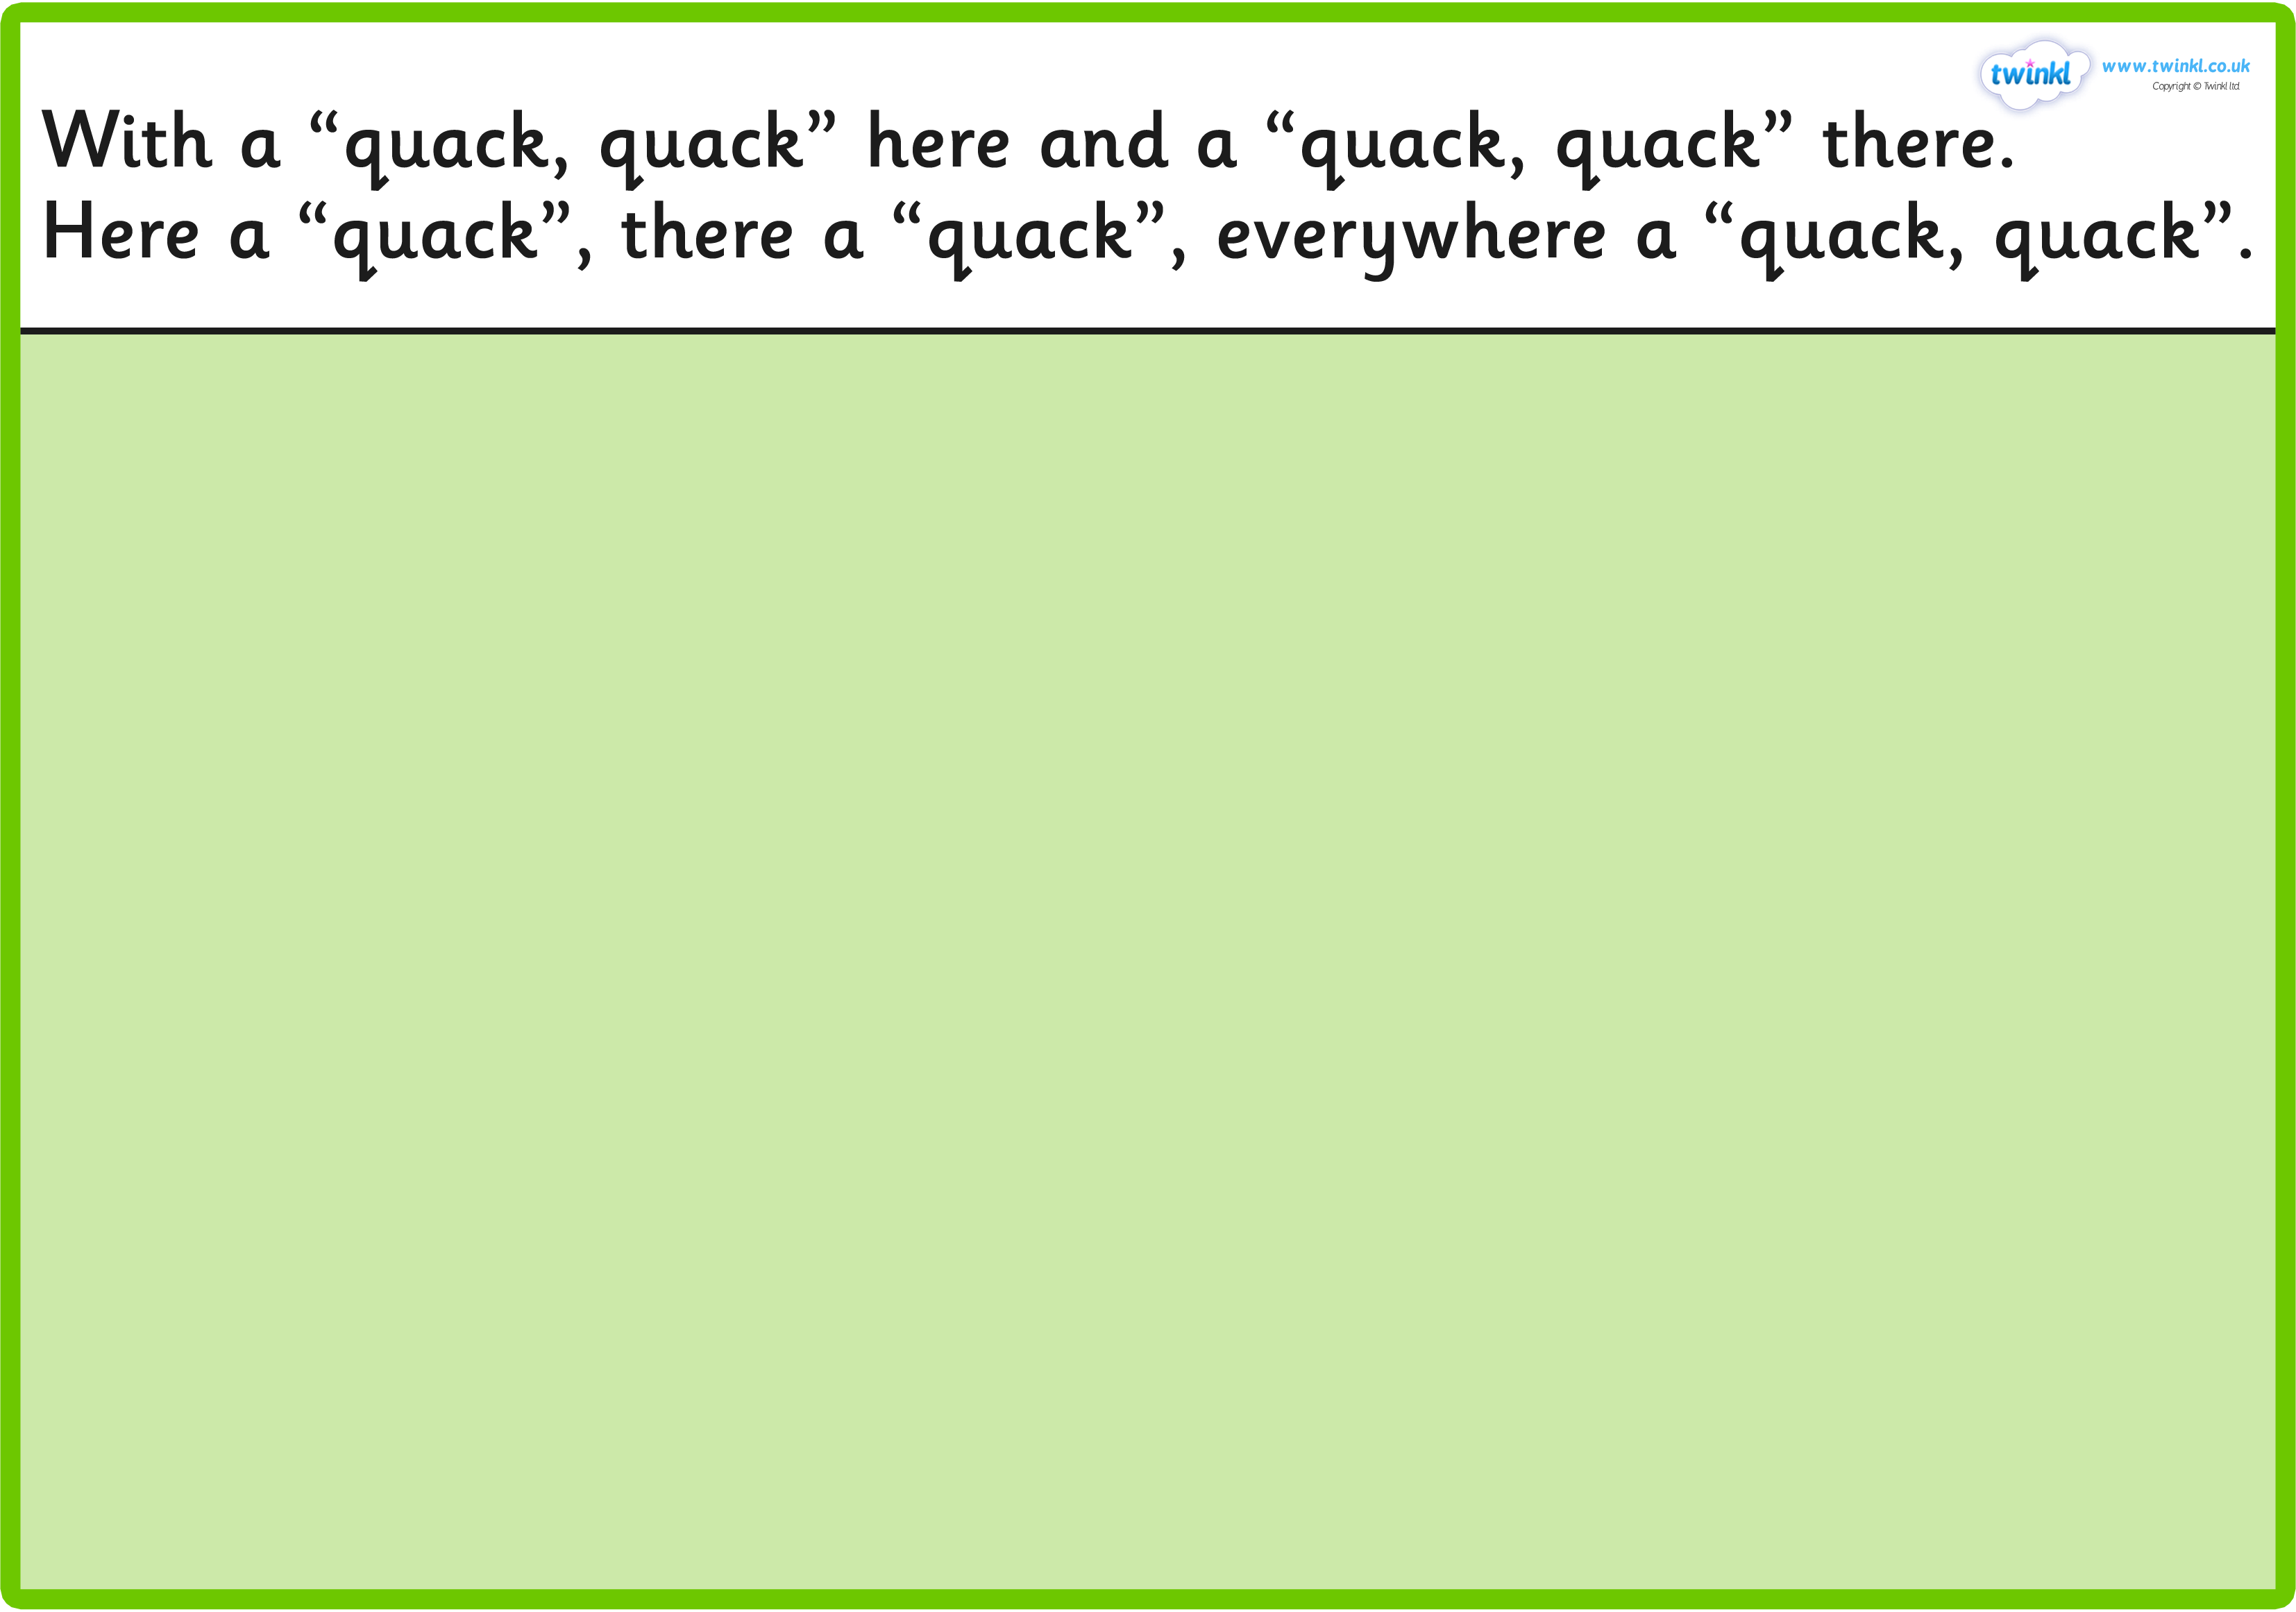 twinkl
www.twinkl.co.uk
Copyright © Twinkl ltd.
With a “quack, quack” here and a “quack, quack” there.
Here a “quack”, there a “quack”, everywhere a “quack, quack”.